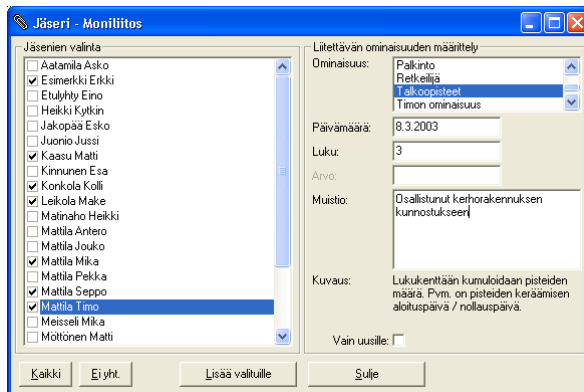 Jäseri - Moniliitos
Jäsenien valinta
Aatamila Asko
Esimerkki Erkki
Etulyhty Eino
Heikki Kytkin
Jakopää Esko
Juonio Jussi
Kaasu Matti
Kinnunen Esa
Konkola Kolli
Leikola Make
Matinaho Heikki
Mattila Antero
Mattila Jouko
Mattila Mika
Mattila Pekka
Mattila Seppo
Mattila Timo
Meisseli Mika
Möttönen Matti
Liitettävän ominaisuuden määrittely
Ominaisuus:
Palkinto
Retkeilijä
Talkoopisteet
Timon ominaisuus
Päivämäärä: 8.3.2003
Luku: 3
Arvo:
Muistio: Osallistunut kerhorakennuksen
kunnostukseen
Kuvaus: Lukukenttään kumuloidaan pisteiden
määrä. Pvm. on pisteiden keräämisen
aloituspäivä / nollauspäivä.
Vain uusille:
Kaikki Ei yht. Lisää valituille Sulje